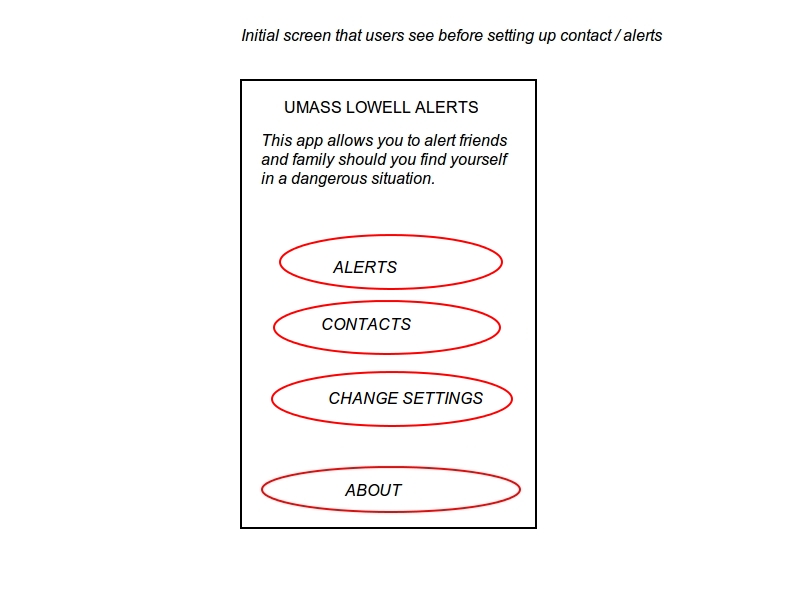 Initial screen that users see before setting up contact / alerts
UMASS LOWELL ALERTS
This app allows you to alert friends
and family should you find yourself
in a dangerous situation.
ALERTS
CONTACTS
CHANGE SETTINGS
ABOUT